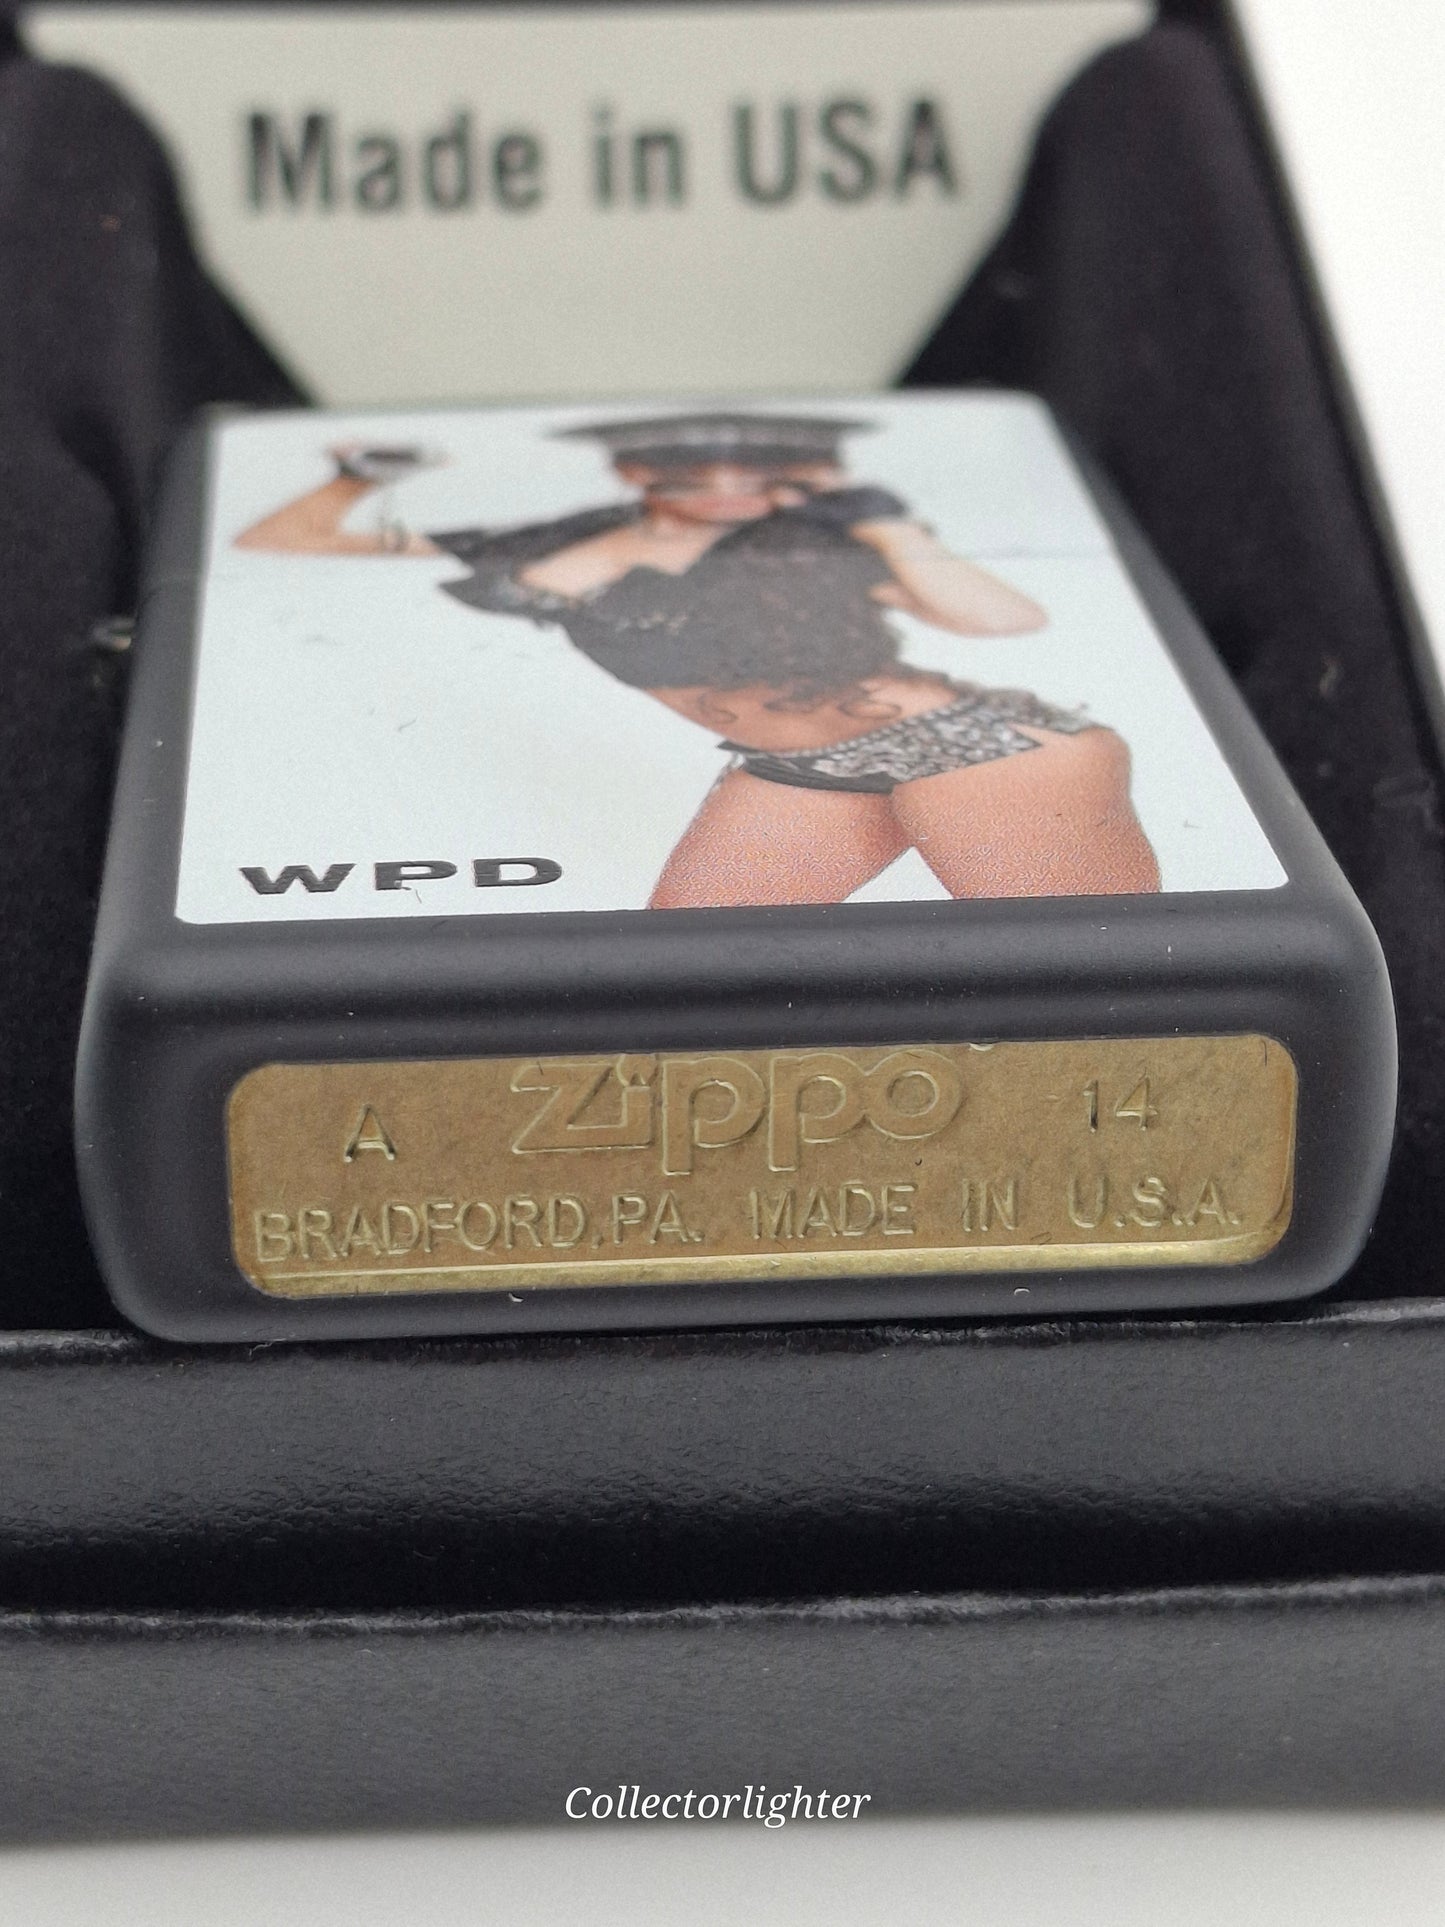 Made in USA
WPD
A zippo 14
BRADFORD,PA. MADE IN U.S.A.
Collectorlighter